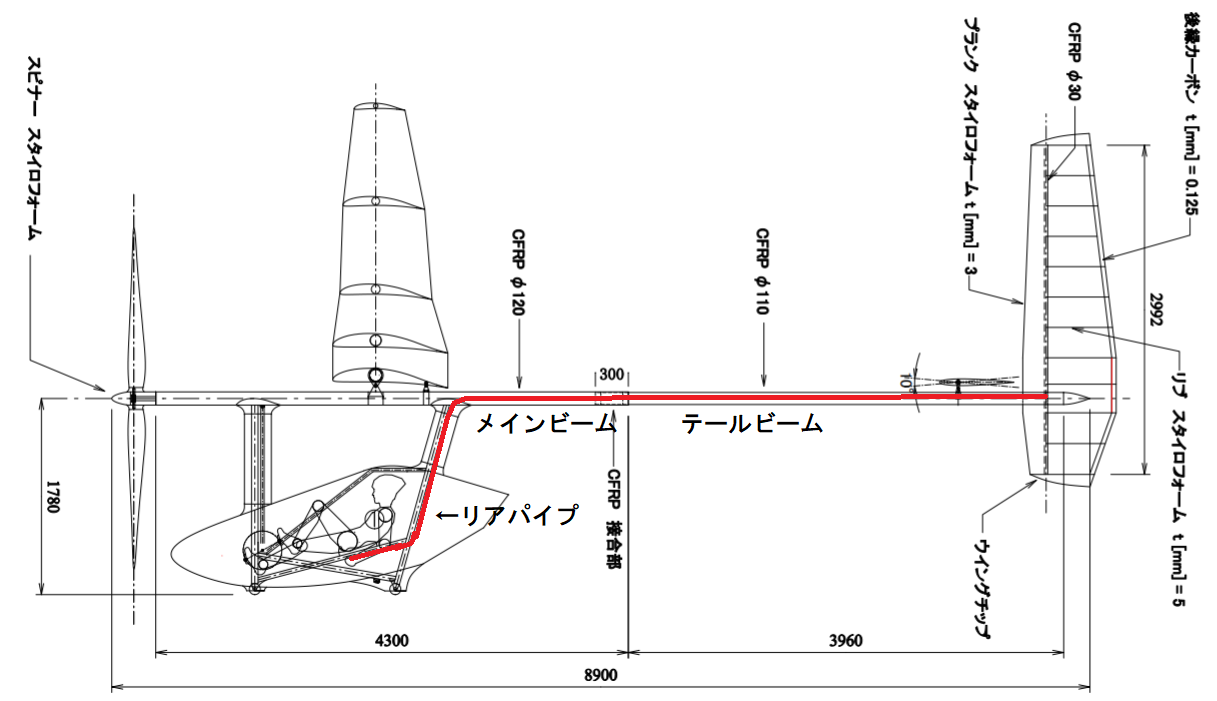 スピナー スタイロフォーム
CFRP φ120
CFRP φ110
プランク スタイロフォーム t [mm] = 3
CFRP φ30
後縁カーボン t [mm] = 0.125
300
10°
2992
メインビーム
テールビーム
リブ スタイロフォーム t [mm] = 5
1780
←リアパイプ
CFRP 接合部
ウイングチップ
4300
3960
8900